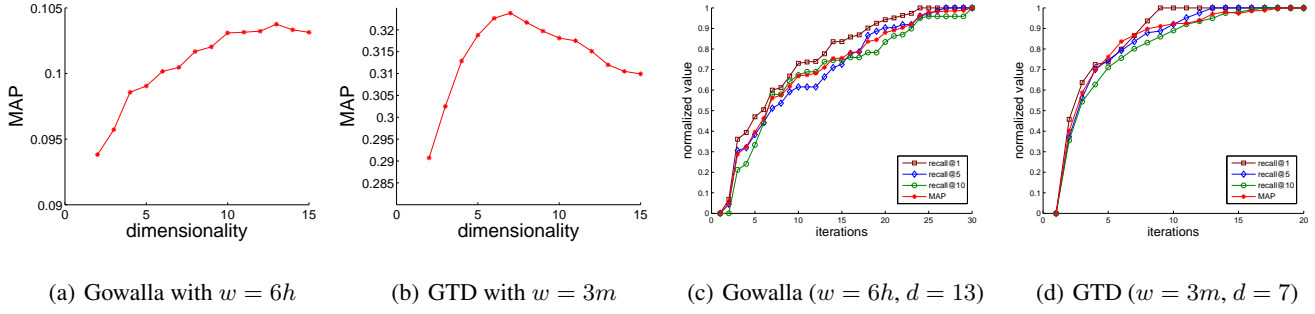 0.105
0.1
0.095
0.09
MAP
0
5
10
15
dimensionality
0.32
0.31
0.3
0.29
MAP
0.325
0.315
0.305
0.295
0.285
0
5
10
15
dimensionality
1
0.9
0.8
0.7
0.6
0.5
0.4
0.3
0.2
0.1
0
normalized value
0
5
10
15
20
25
30
iterations
recall@1
recall@5
recall@10
MAP
1
0.9
0.8
0.7
0.6
0.5
0.4
0.3
0.2
0.1
0
normalized value
0
5
10
15
20
iterations
recall@1
recall@5
recall@10
MAP
(a) Gowalla with w = 6h
(b) GTD with w = 3m
(c) Gowalla (w = 6h, d = 13)
(d) GTD (w = 3m, d = 7)